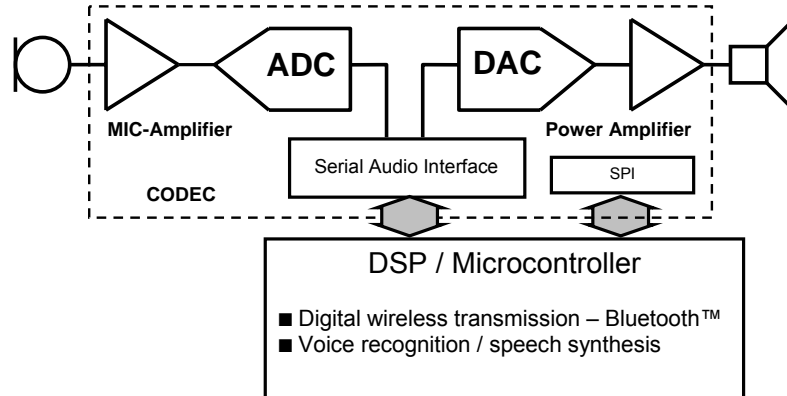 ADC
DAC
MIC-Amplifier
Power Amplifier
Serial Audio Interface
SPI
CODEC
DSP / Microcontroller
■ Digital wireless transmission – Bluetooth™
■ Voice recognition / speech synthesis